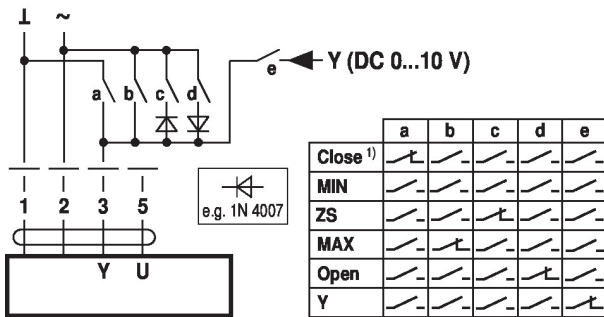 ⊥ ~
a b c d
e Y (DC 0...10 V)
1 2 3 5
Y U
e.g. 1N 4007
a b c d e
Close 1)
MIN
ZS
MAX
Open
Y